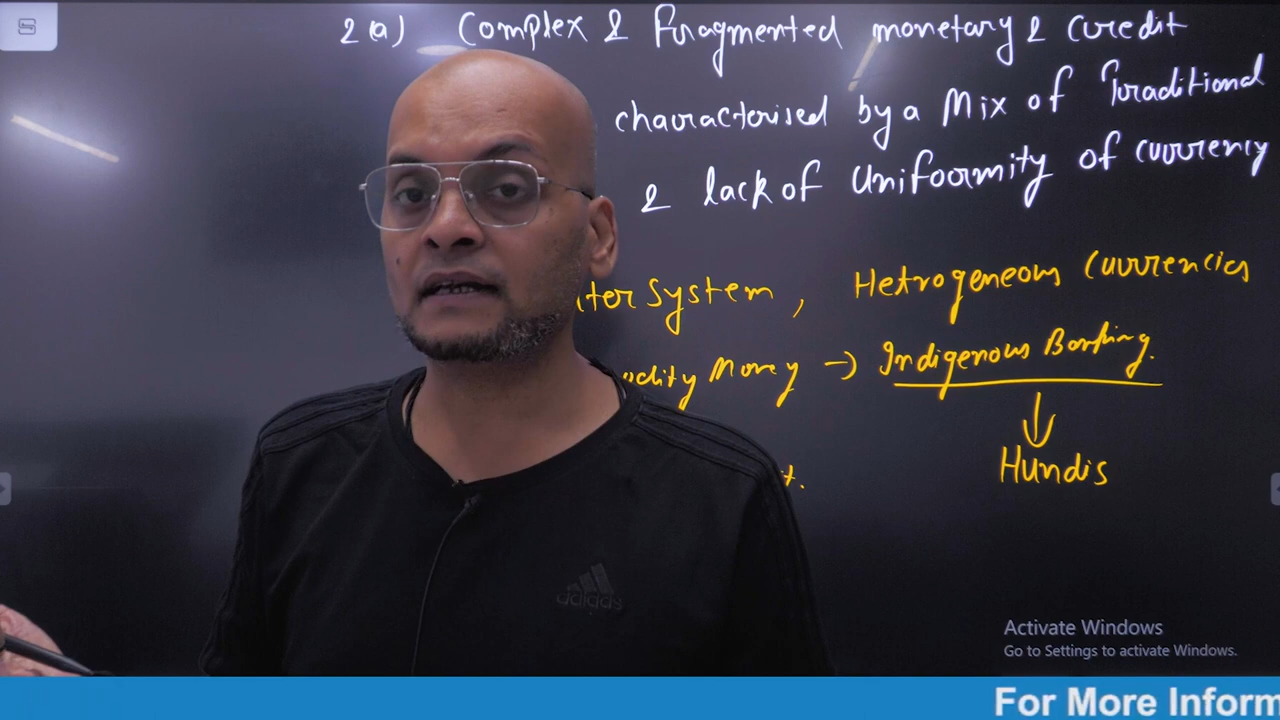 2(a) Complex & Fragmented monetary & credit
characterised by a Mix of Traditional
& lack of Uniformity of currency
ter System, Hetrogeneous Currencies
odity Money → Indigenous Banking.
↓
Hundis
t.
adidas
Activate Windows
Go to Settings to activate Windows.
For More Inform